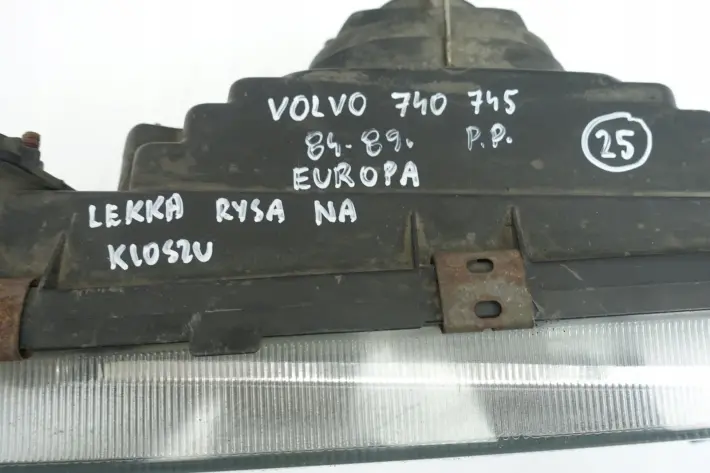 VOLVO 740 745
84-89. P.P. 25
EUROPA
LEKKA RYSA NA
KLOSZU